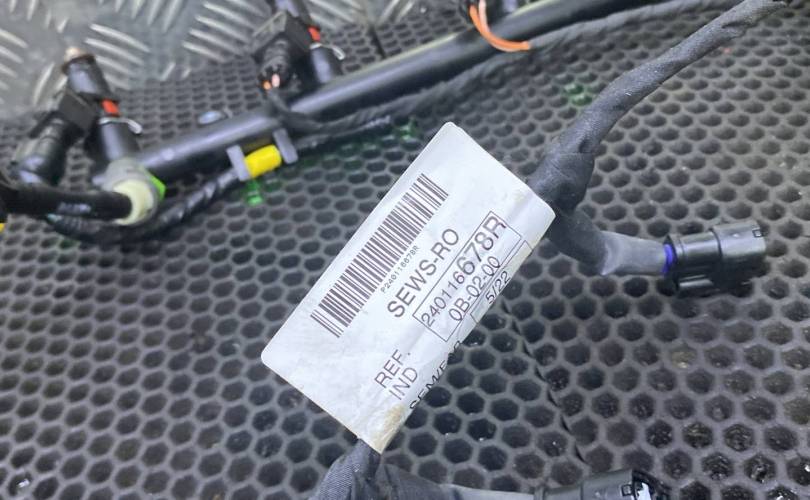 P240116678R
SEWS-RO
REF. 240116678R
IND 0B-02.00
5/22